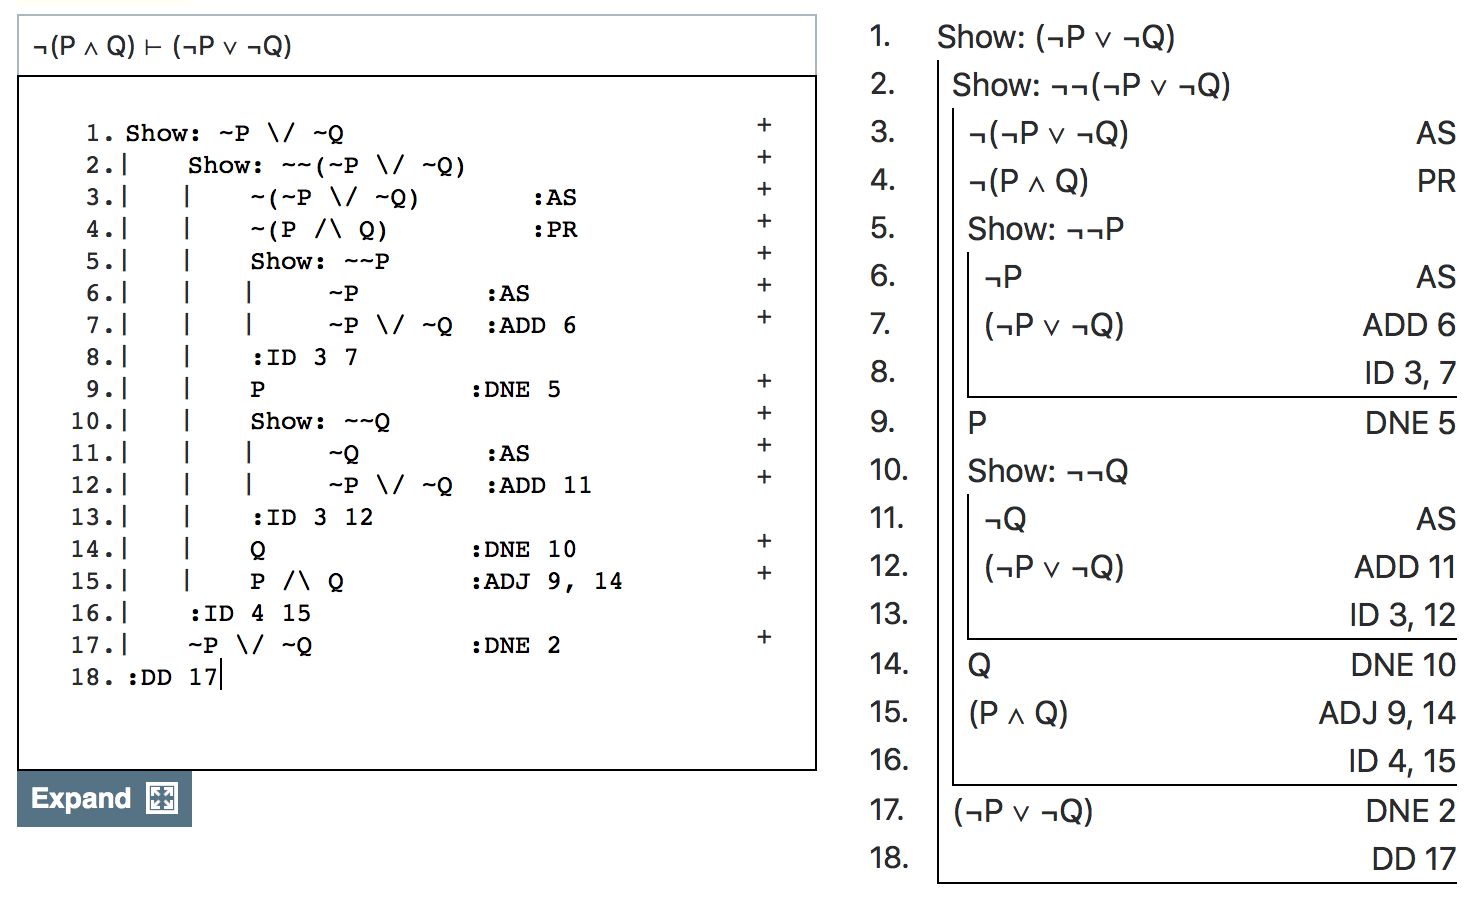 ¬(P ∧ Q) ⊢ (¬P ∨ ¬Q)
1. Show: ~P \/ ~Q +
2.| Show: ~~(~P \/ ~Q) +
3.| | ~(~P \/ ~Q) :AS +
4.| | ~(P /\ Q) :PR +
5.| | Show: ~~P +
6.| | | ~P :AS +
7.| | | ~P \/ ~Q :ADD 6 +
8.| | :ID 3 7
9.| | P :DNE 5 +
10.| | Show: ~~Q +
11.| | | ~Q :AS +
12.| | | ~P \/ ~Q :ADD 11 +
13.| | :ID 3 12
14.| | Q :DNE 10 +
15.| | P /\ Q :ADJ 9, 14 +
16.| :ID 4 15
17.| ~P \/ ~Q :DNE 2 +
18. :DD 17
Expand
1. Show: (¬P ∨ ¬Q)
2. Show: ¬¬(¬P ∨ ¬Q)
3. ¬(¬P ∨ ¬Q) AS
4. ¬(P ∧ Q) PR
5. Show: ¬¬P
6. ¬P AS
7. (¬P ∨ ¬Q) ADD 6
8. ID 3, 7
9. P DNE 5
10. Show: ¬¬Q
11. ¬Q AS
12. (¬P ∨ ¬Q) ADD 11
13. ID 3, 12
14. Q DNE 10
15. (P ∧ Q) ADJ 9, 14
16. ID 4, 15
17. (¬P ∨ ¬Q) DNE 2
18. DD 17